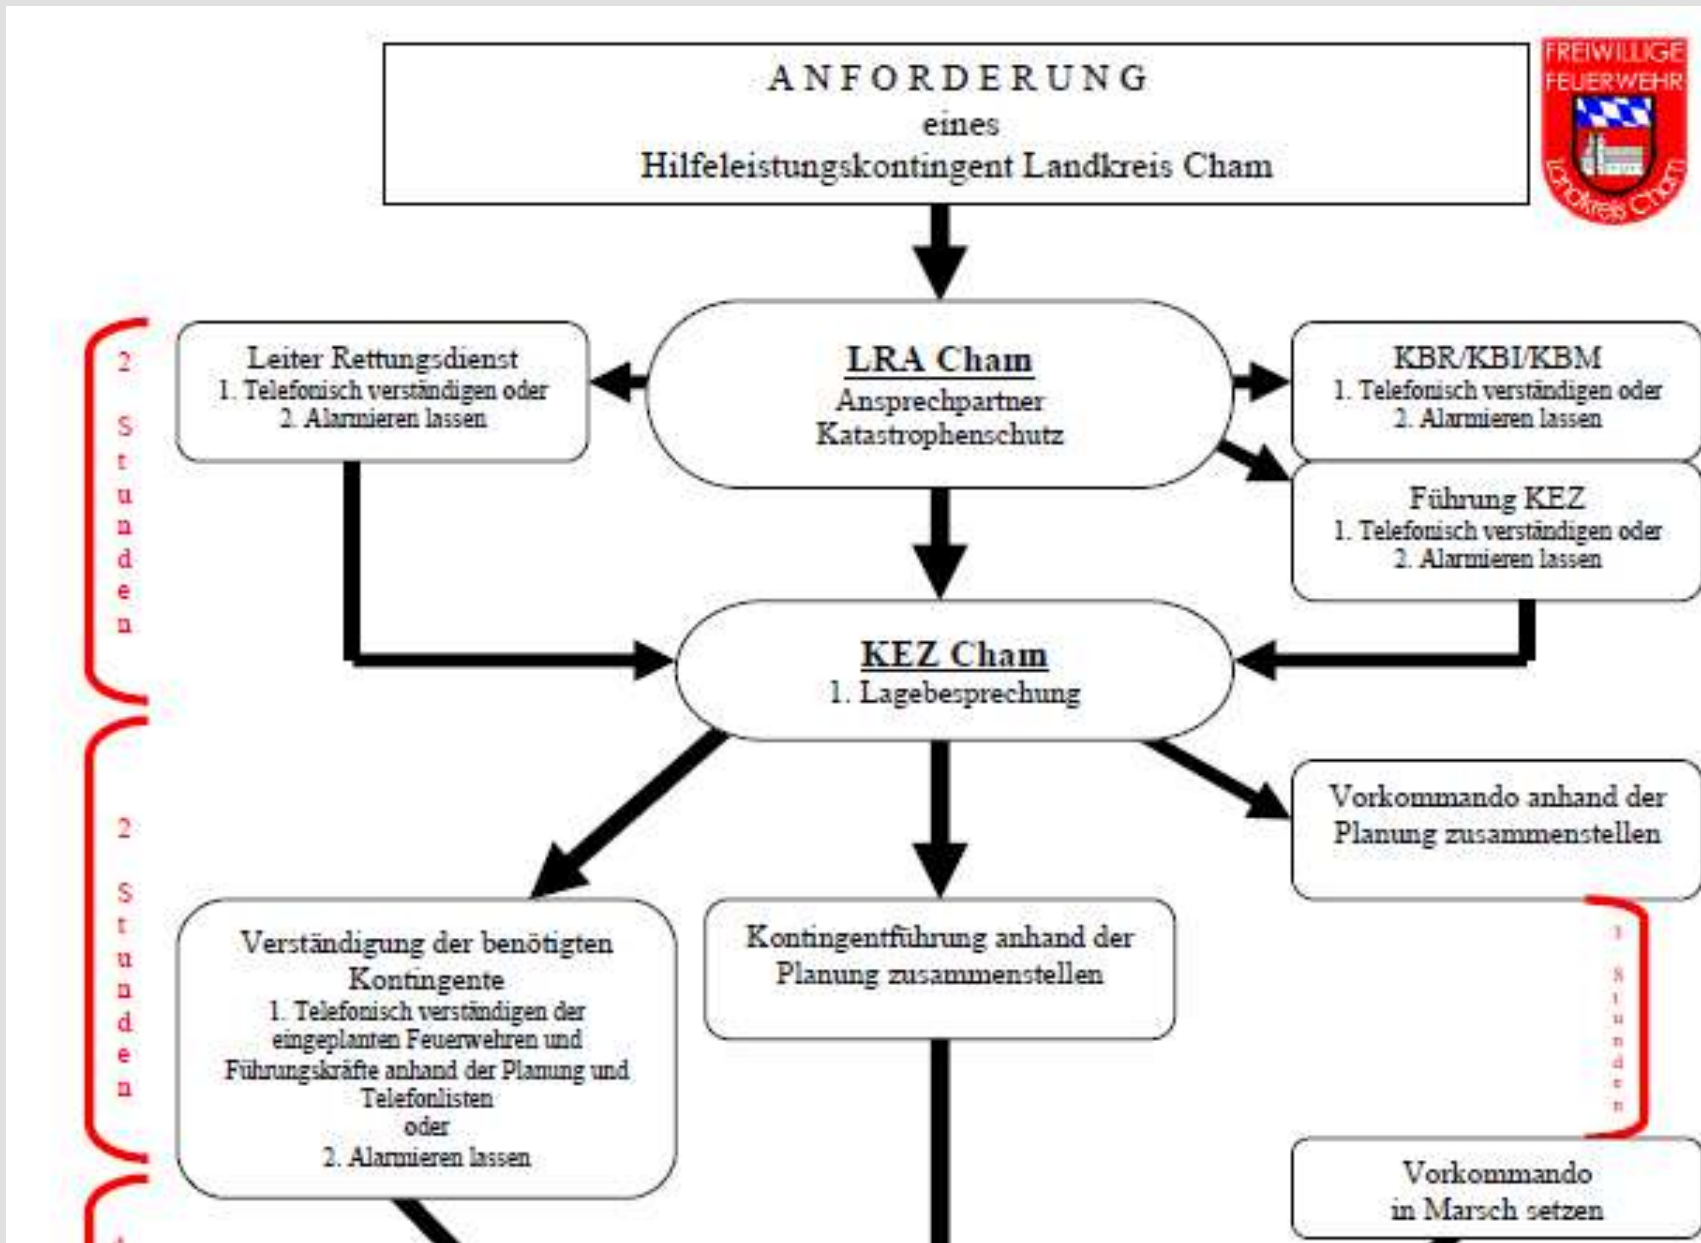 ANFORDERUNG
eines
Hilfeleistungskontingent Landkreis Cham
FREIWILLIGE
FEUERWEHR
Landkreis Cham
2 Stunden
Leiter Rettungsdienst
1. Telefonisch verständigen oder
2. Alarmieren lassen
LRA Cham
Ansprechpartner
Katastrophenschutz
KBR/KBI/KBM
1. Telefonisch verständigen oder
2. Alarmieren lassen
Führung KEZ
1. Telefonisch verständigen oder
2. Alarmieren lassen
KEZ Cham
1. Lagebesprechung
2 Stunden
Vorkommando anhand der
Planung zusammenstellen
Verständigung der benötigten
Kontingente
1. Telefonisch verständigen der
eingeplanten Feuerwehren und
Führungskräfte anhand der Planung und
Telefonlisten
oder
2. Alarmieren lassen
Kontingentführung anhand der
Planung zusammenstellen
Stunden
Vorkommando
in Marsch setzen